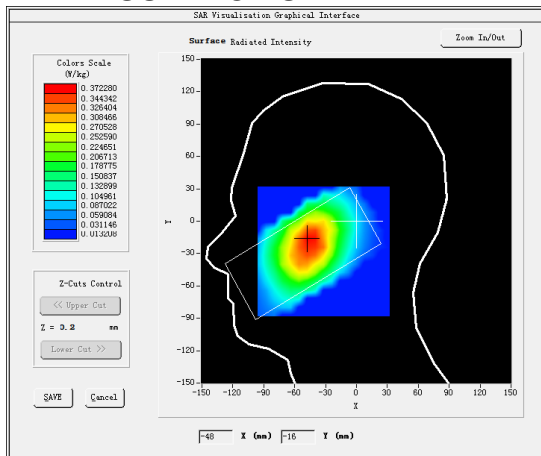 SAR Visualisation Graphical Interface
Surface Radiated Intensity
Zoom In/Out
Colors Scale
(W/kg)
0.372280
0.344342
0.326404
0.308466
0.270528
0.252590
0.224651
0.206713
0.178775
0.150837
0.132899
0.104961
0.087022
0.059084
0.031146
0.013208
Z-Cuts Control
<< Upper Cut
Z = 3.2 mm
Lower Cut >>
SAVE
Cancel
150
120
90
60
30
0
-30
-60
-90
-120
-150
Y
-150 -120 -90 -60 -30 0 30 60 90 120 150
X
-48 X (mm) -16 Y (mm)